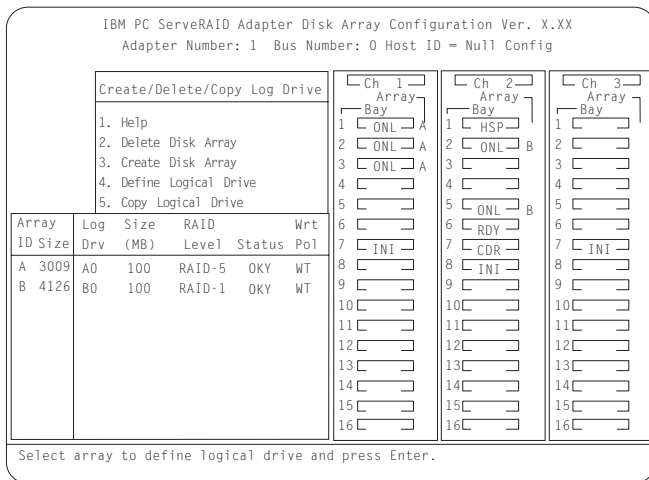 IBM PC ServeRAID Adapter Disk Array Configuration Ver. X.XX
Adapter Number: 1 Bus Number: 0 Host ID = Null Config
Create/Delete/Copy Log Drive
1. Help
2. Delete Disk Array
3. Create Disk Array
4. Define Logical Drive
5. Copy Logical Drive
Array Log Size RAID Wrt
ID Size Drv (MB) Level Status Pol
A 3009 A0 100 RAID-5 OKY WT
B 4126 B0 100 RAID-1 OKY WT
Ch 1
Array
Bay
1 ONL A
2 ONL A
3 ONL A
4
5
6
7 INI
8
9
10
11
12
13
14
15
16
Ch 2
Array
Bay
1 HSP
2 ONL B
3
4
5 ONL B
6 RDY
7 CDR
8 INI
9
10
11
12
13
14
15
16
Ch 3
Array
Bay
1
2
3
4
5
6
7 INI
8
9
10
11
12
13
14
15
16
Select array to define logical drive and press Enter.